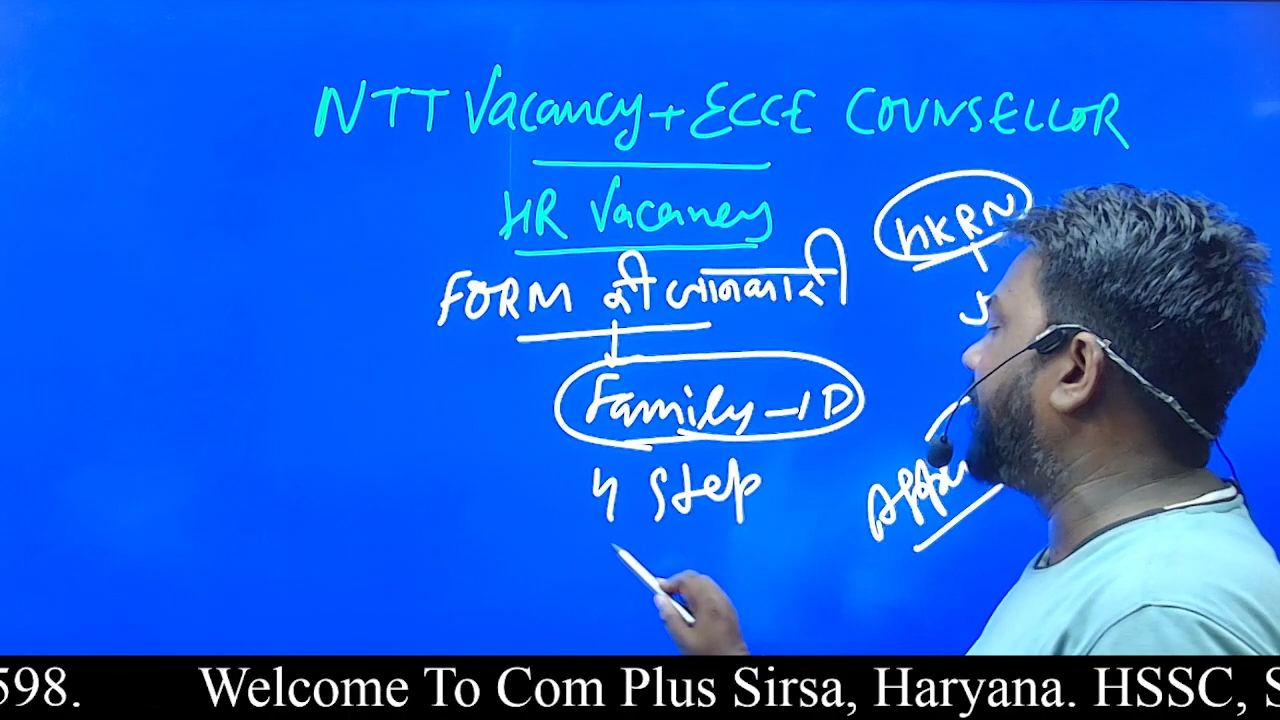 NTT Vacancy + ECCE COUNSELLOR
HR Vacancy
HKRN
FORM की जानकारी
Family-ID
4 Step
598. Welcome To Com Plus Sirsa, Haryana. HSSC, S